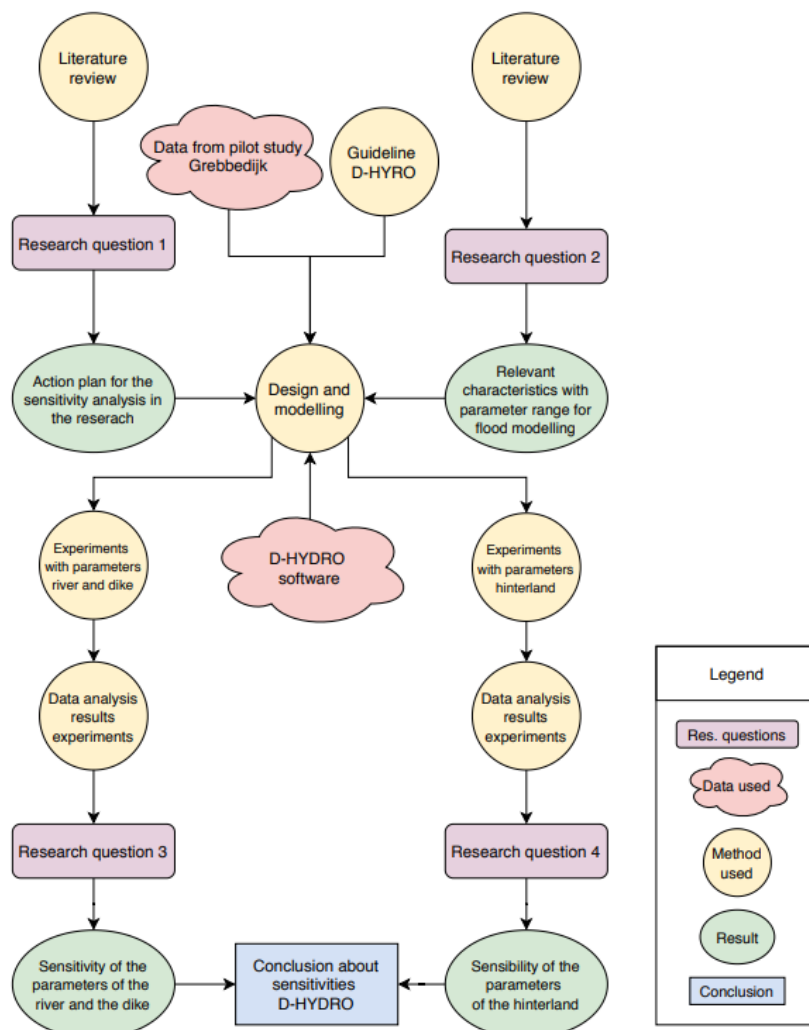 Literature
review
Literature
review
Data from pilot study
Grebbedijk
Guideline
D-HYRO
Research question 1
Research question 2
Action plan for the
sensitivity analysis in
the reserach
Design and
modelling
Relevant
characteristics with
parameter range for
flood modelling
Experiments
with parameters
river and dike
D-HYDRO
software
Experiments
with parameters
hinterland
Data analysis
results
experiments
Data analysis
results
experiments
Research question 3
Research question 4
Sensitivity of the
parameters of the
river and the dike
Conclusion about
sensitivities
D-HYDRO
Sensibility of the
parameters
of the hinterland
Legend
Res. questions
Data used
Method
used
Result
Conclusion